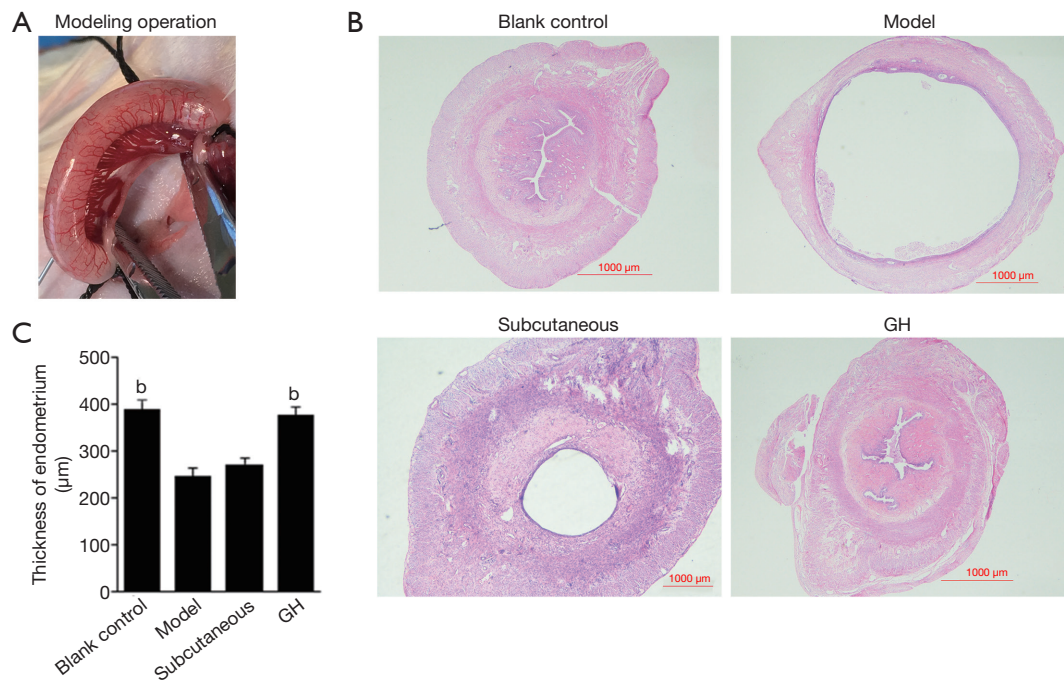 A
Modeling operation
B
Blank control
1000 μm
Model
1000 μm
Subcutaneous
1000 μm
GH
1000 μm
C
Thickness of endometrium
(μm)
500
400
300
200
100
0
b
b
Blank control
Model
Subcutaneous
GH